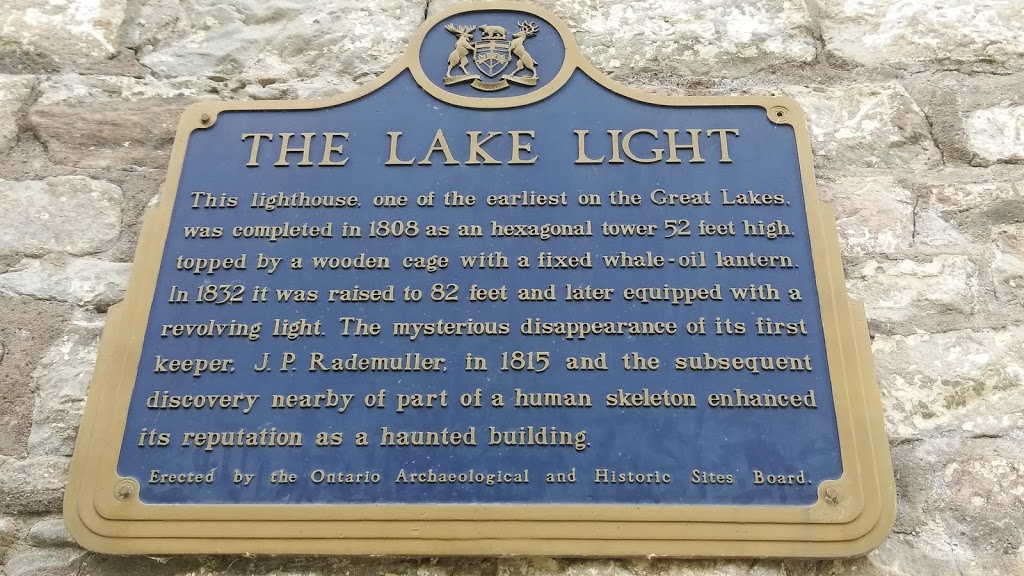 THE LAKE LIGHT
This lighthouse, one of the earliest on the Great Lakes,
was completed in 1808 as an hexagonal tower 52 feet high,
topped by a wooden cage with a fixed whale-oil lantern.
In 1832 it was raised to 82 feet and later equipped with a
revolving light. The mysterious disappearance of its first
keeper, J. P. Rademuller, in 1815 and the subsequent
discovery nearby of part of a human skeleton enhanced
its reputation as a haunted building.
Erected by the Ontario Archaeological and Historic Sites Board.